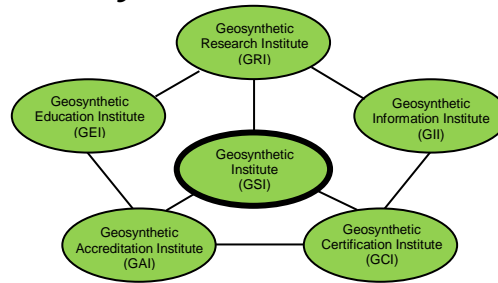 Geosynthetic
Research Institute
(GRI)
Geosynthetic
Education Institute
(GEI)
Geosynthetic
Information Institute
(GII)
Geosynthetic
Institute
(GSI)
Geosynthetic
Accreditation Institute
(GAI)
Geosynthetic
Certification Institute
(GCI)